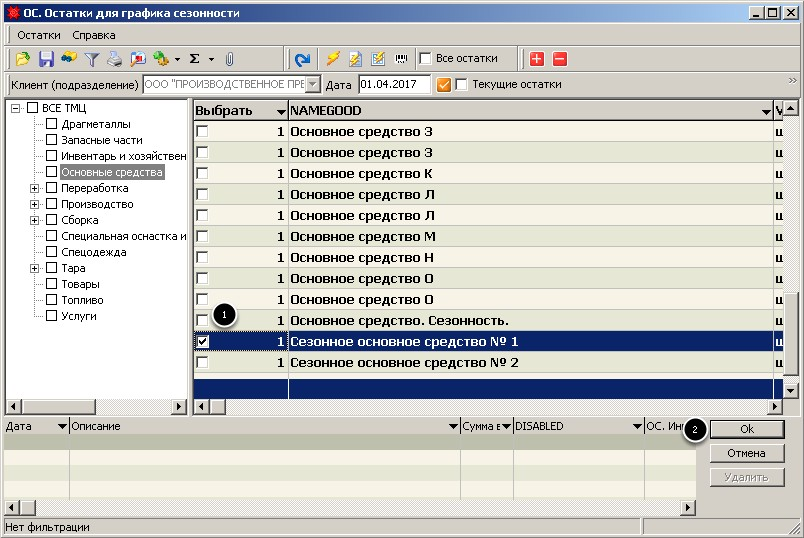 ОС. Остатки для графика сезонности
Остатки Справка
Все остатки
Клиент (подразделение) ООО "ПРОИЗВОДСТВЕННОЕ ПРЕ Дата 01.04.2017 Текущие остатки
ВСЕ ТМЦ
Драгметаллы
Запасные части
Инвентарь и хозяйствен
Основные средства
Переработка
Производство
Сборка
Специальная оснастка и
Спецодежда
Тара
Товары
Топливо
Услуги
Выбрать NAMEGOOD
1 Основное средство З
1 Основное средство З
1 Основное средство К
1 Основное средство Л
1 Основное средство Л
1 Основное средство М
1 Основное средство Н
1 Основное средство О
1 Основное средство О
1
1 Основное средство. Сезонность.
1 Сезонное основное средство № 1
1 Сезонное основное средство № 2
Дата Описание Сумма в DISABLED ОС. Ин
2
Ok
Отмена
Удалить
Нет фильтрации